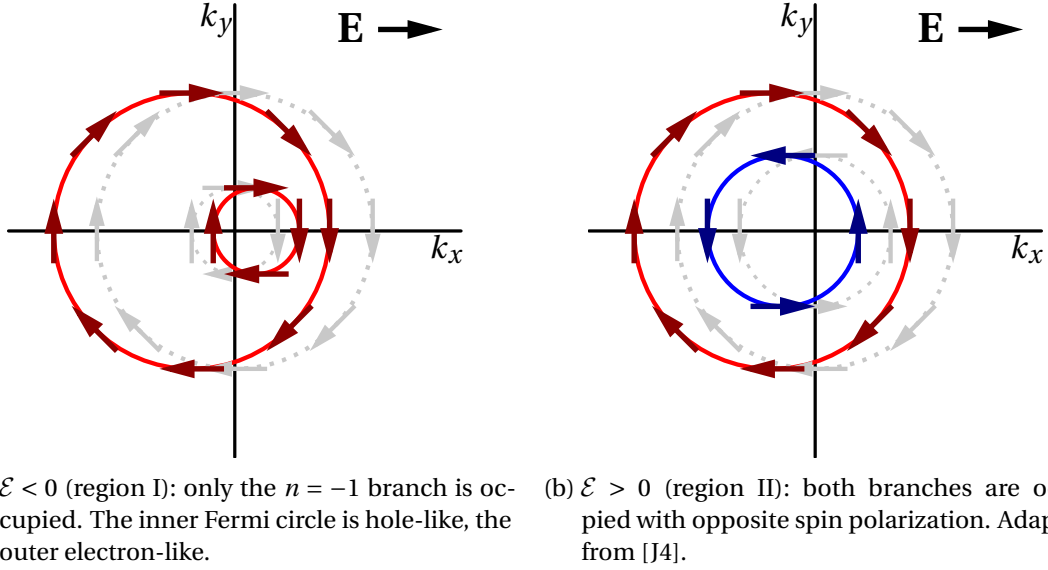 k_y E
k_x
k_y E
k_x
ℰ < 0 (region I): only the n = −1 branch is oc-
cupied. The inner Fermi circle is hole-like, the
outer electron-like.
(b) ℰ > 0 (region II): both branches are o
pied with opposite spin polarization. Adap
from [J4].